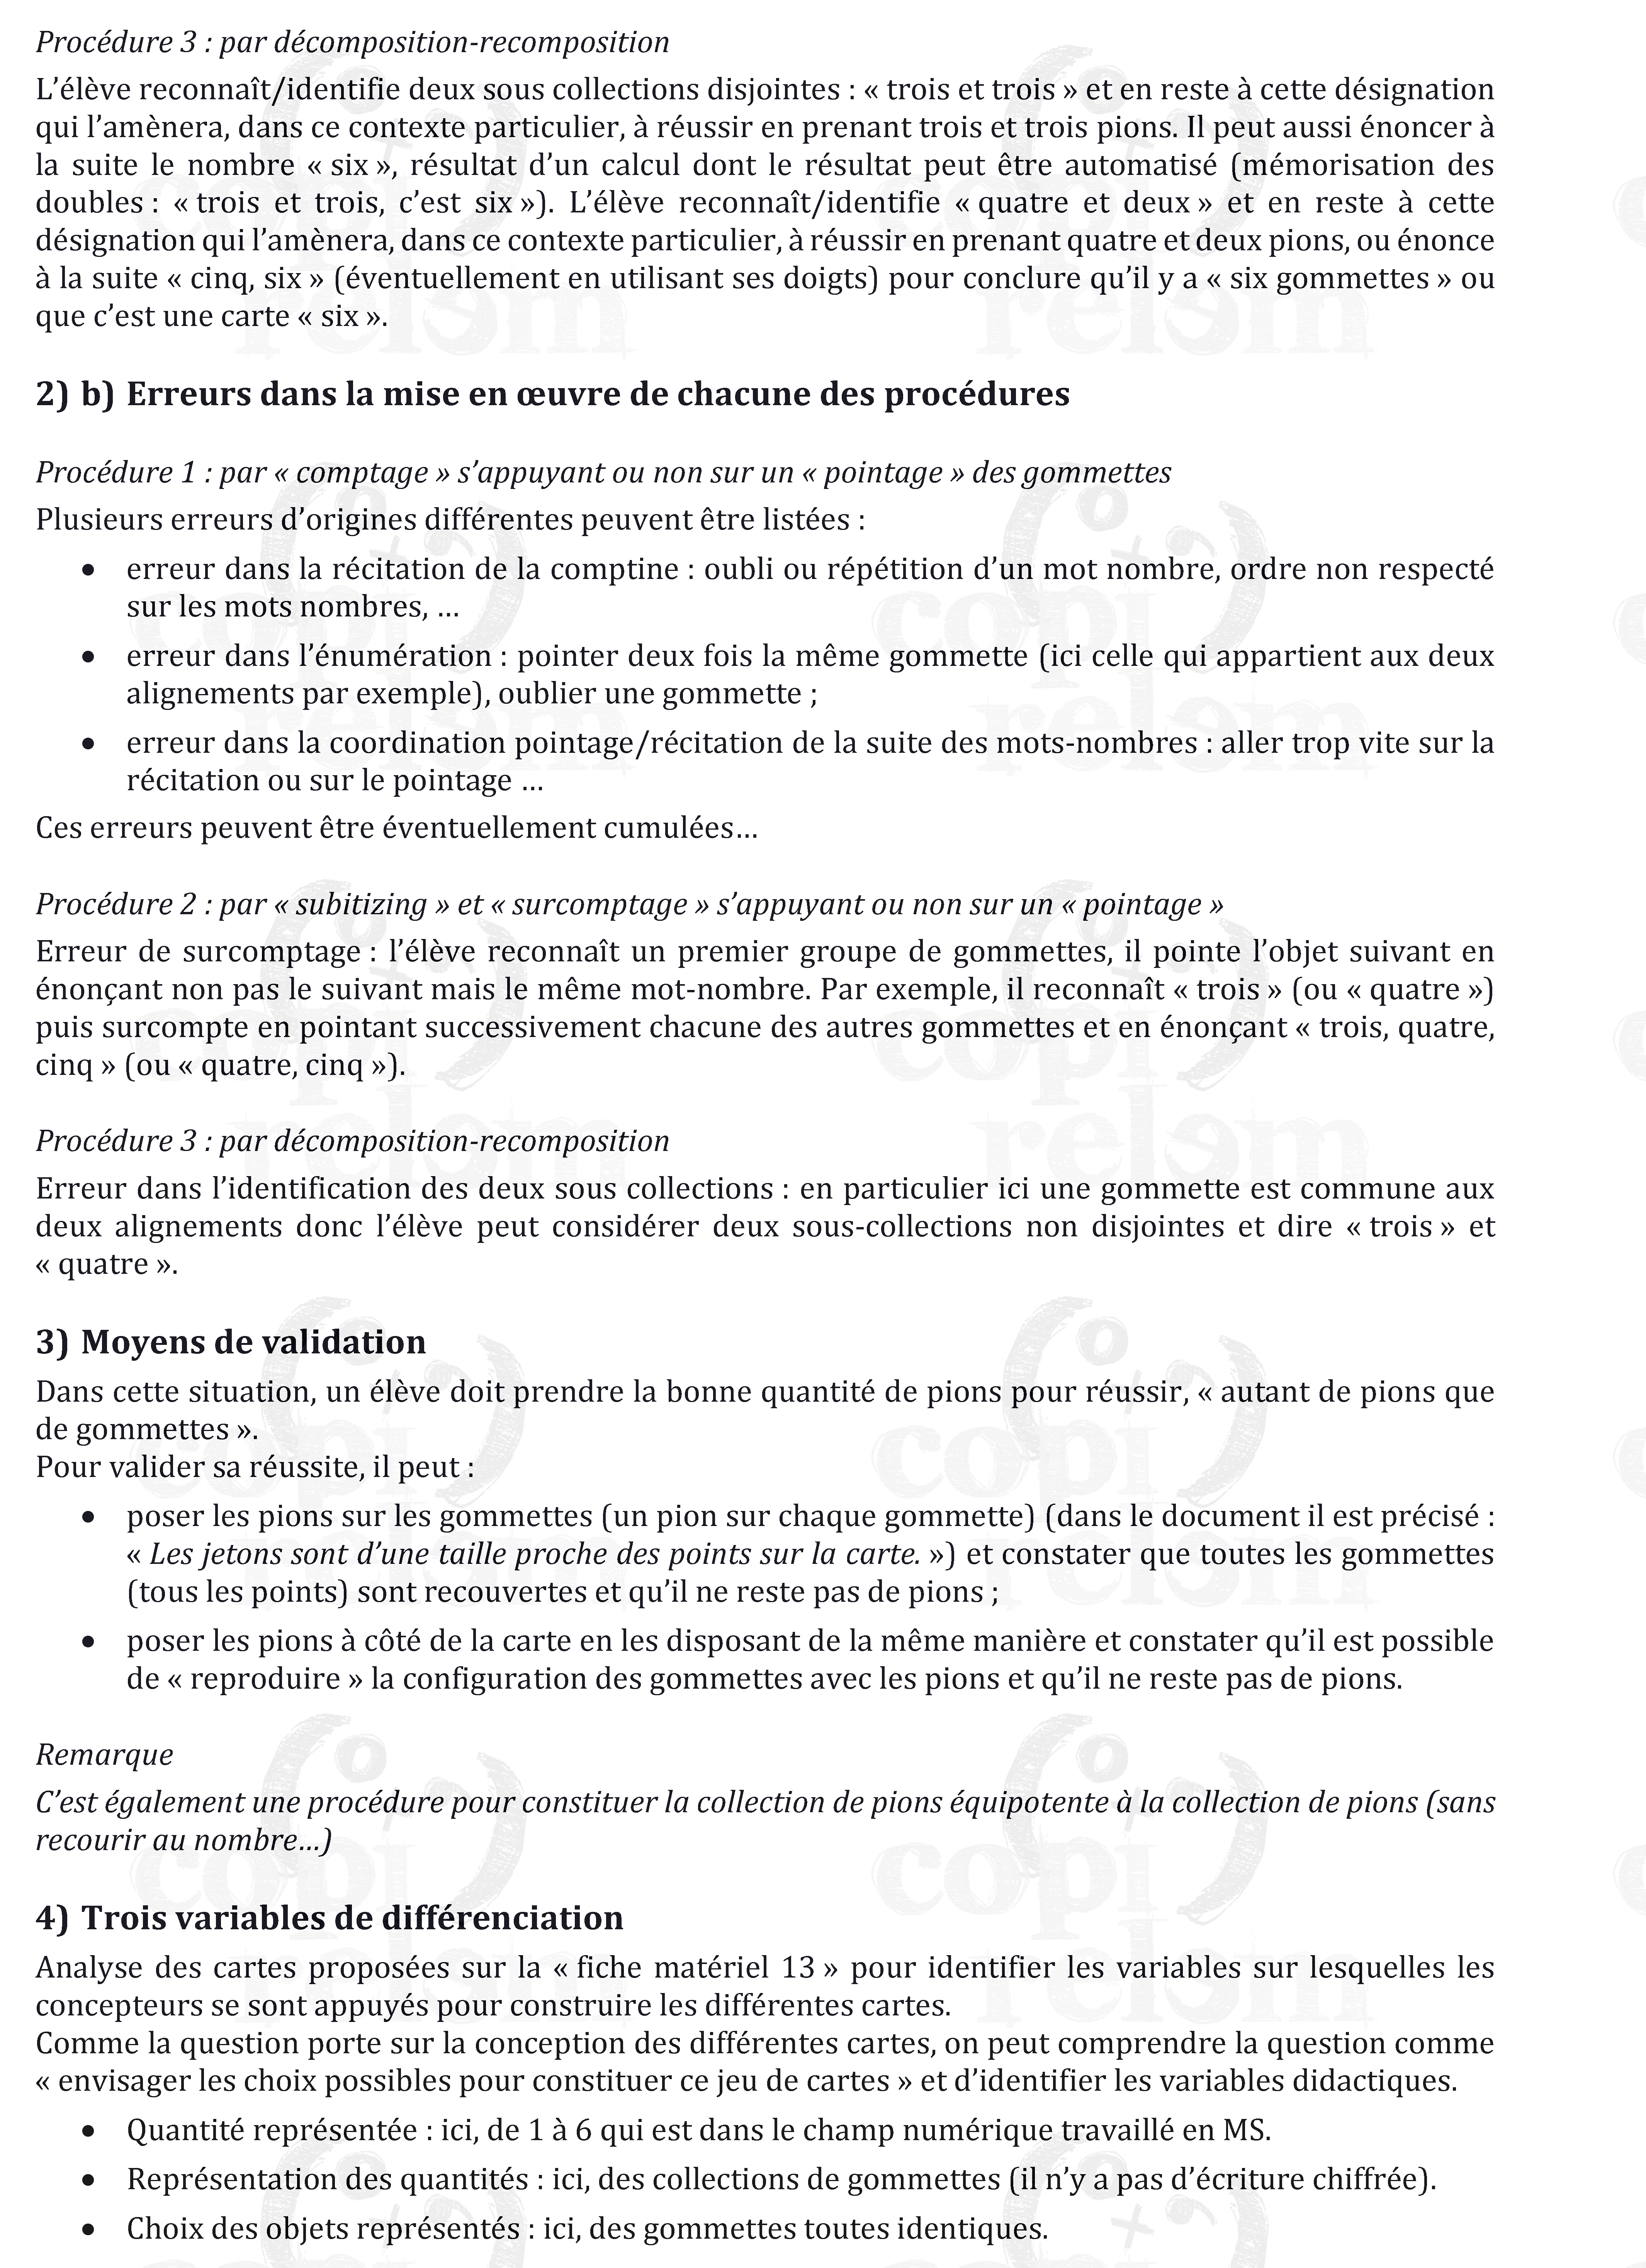 Procédure 3 : par décomposition-recomposition
L’élève reconnaît/identifie deux sous collections disjointes : « trois et trois » et en reste à cette désignation
qui l’amènera, dans ce contexte particulier, à réussir en prenant trois et trois pions. Il peut aussi énoncer à
la suite le nombre « six », résultat d’un calcul dont le résultat peut être automatisé (mémorisation des
doubles : « trois et trois, c’est six »). L’élève reconnaît/identifie « quatre et deux » et en reste à cette
désignation qui l’amènera, dans ce contexte particulier, à réussir en prenant quatre et deux pions, ou énonce
à la suite « cinq, six » (éventuellement en utilisant ses doigts) pour conclure qu’il y a « six gommettes » ou
que c’est une carte « six ».
2) b) Erreurs dans la mise en œuvre de chacune des procédures
Procédure 1 : par « comptage » s’appuyant ou non sur un « pointage » des gommettes
Plusieurs erreurs d’origines différentes peuvent être listées :
• erreur dans la récitation de la comptine : oubli ou répétition d’un mot nombre, ordre non respecté
sur les mots nombres, …
• erreur dans l’énumération : pointer deux fois la même gommette (ici celle qui appartient aux deux
alignements par exemple), oublier une gommette ;
• erreur dans la coordination pointage/récitation de la suite des mots-nombres : aller trop vite sur la
récitation ou sur le pointage …
Ces erreurs peuvent être éventuellement cumulées…
Procédure 2 : par « subitizing » et « surcomptage » s’appuyant ou non sur un « pointage »
Erreur de surcomptage : l’élève reconnaît un premier groupe de gommettes, il pointe l’objet suivant en
énonçant non pas le suivant mais le même mot-nombre. Par exemple, il reconnaît « trois » (ou « quatre »)
puis surcompte en pointant successivement chacune des autres gommettes et en énonçant « trois, quatre,
cinq » (ou « quatre, cinq »).
Procédure 3 : par décomposition-recomposition
Erreur dans l’identification des deux sous collections : en particulier ici une gommette est commune aux
deux alignements donc l’élève peut considérer deux sous-collections non disjointes et dire « trois » et
« quatre ».
3) Moyens de validation
Dans cette situation, un élève doit prendre la bonne quantité de pions pour réussir, « autant de pions que
de gommettes ».
Pour valider sa réussite, il peut :
• poser les pions sur les gommettes (un pion sur chaque gommette) (dans le document il est précisé :
« Les jetons sont d’une taille proche des points sur la carte. ») et constater que toutes les gommettes
(tous les points) sont recouvertes et qu’il ne reste pas de pions ;
• poser les pions à côté de la carte en les disposant de la même manière et constater qu’il est possible
de « reproduire » la configuration des gommettes avec les pions et qu’il ne reste pas de pions.
Remarque
C’est également une procédure pour constituer la collection de pions équipotente à la collection de pions (sans
recourir au nombre…)
4) Trois variables de différenciation
Analyse des cartes proposées sur la « fiche matériel 13 » pour identifier les variables sur lesquelles les
concepteurs se sont appuyés pour construire les différentes cartes.
Comme la question porte sur la conception des différentes cartes, on peut comprendre la question comme
« envisager les choix possibles pour constituer ce jeu de cartes » et d’identifier les variables didactiques.
• Quantité représentée : ici, de 1 à 6 qui est dans le champ numérique travaillé en MS.
• Représentation des quantités : ici, des collections de gommettes (il n’y a pas d’écriture chiffrée).
• Choix des objets représentés : ici, des gommettes toutes identiques.